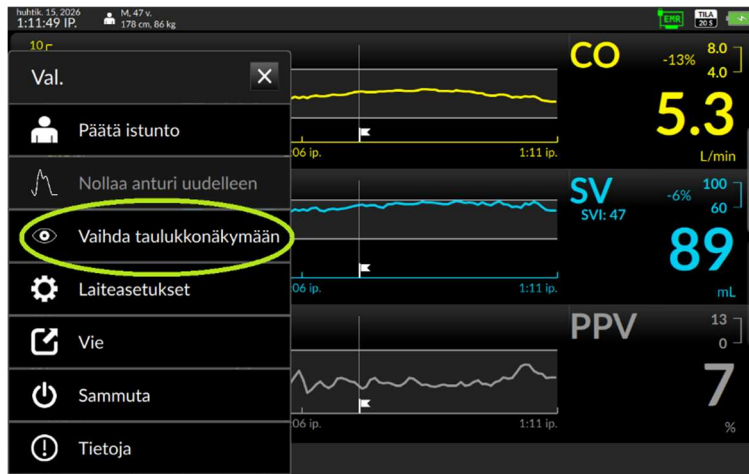 huhtik. 15, 2026
1:11:49 IP.
M, 47 v.
178 cm, 86 kg
EMR
TILA
20 S
10
Val.
Päätä istunto
Nollaa anturi uudelleen
Vaihda taulukkonäkymään
Laiteasetukset
Vie
Sammuta
Tietoja
06 ip.
1:11 ip.
CO
-13%
8.0
4.0
5.3
L/min
06 ip.
1:11 ip.
SV
SVI: 47
-6%
100
60
89
mL
06 ip.
1:11 ip.
PPV
13
0
7
%